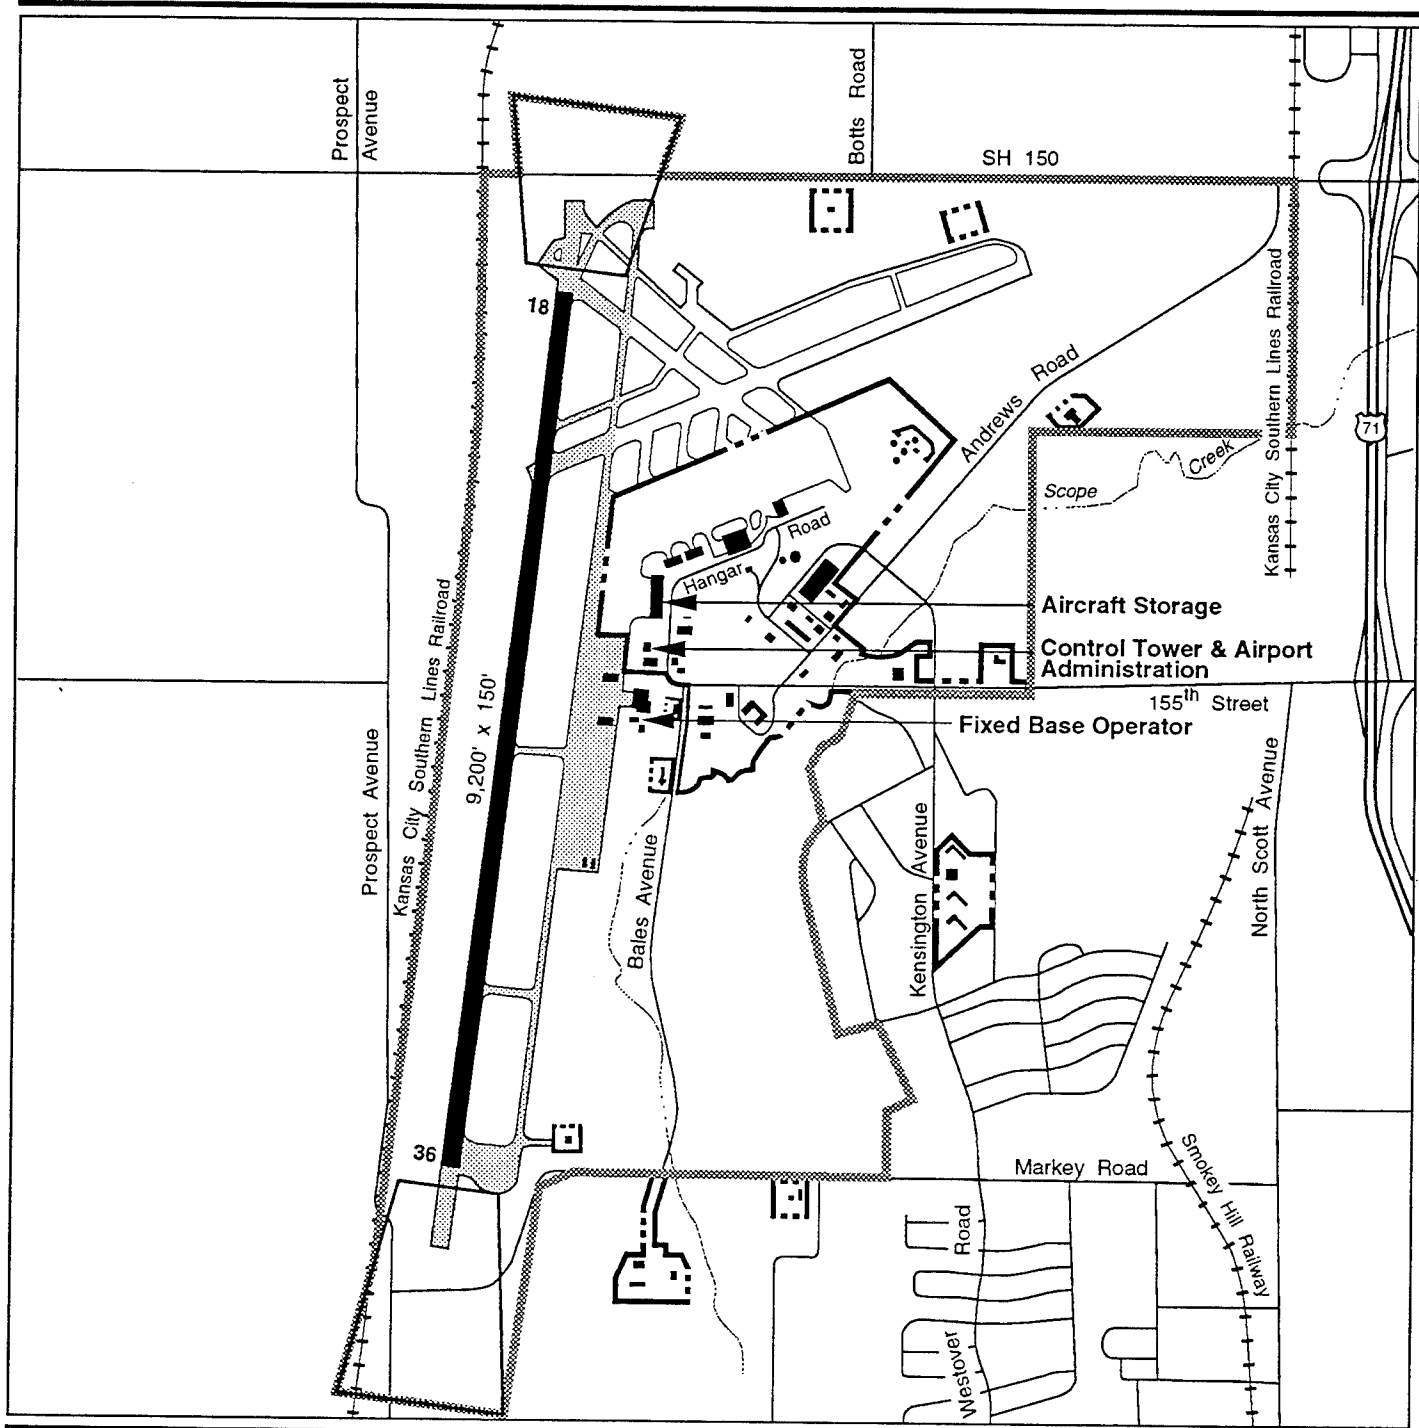 Prospect
Avenue
Botts Road
SH 150
18
Andrews Road
Kansas City Southern Lines Railroad
71
Scope Creek
Hangar Road
Aircraft Storage
Control Tower & Airport
Administration
155th Street
Fixed Base Operator
Kansas City Southern Lines Railroad
9,200' x 150'
Prospect Avenue
Bales Avenue
Kensington Avenue
North Scott Avenue
36
Markey Road
Smokey Hill Railway
Westover Road